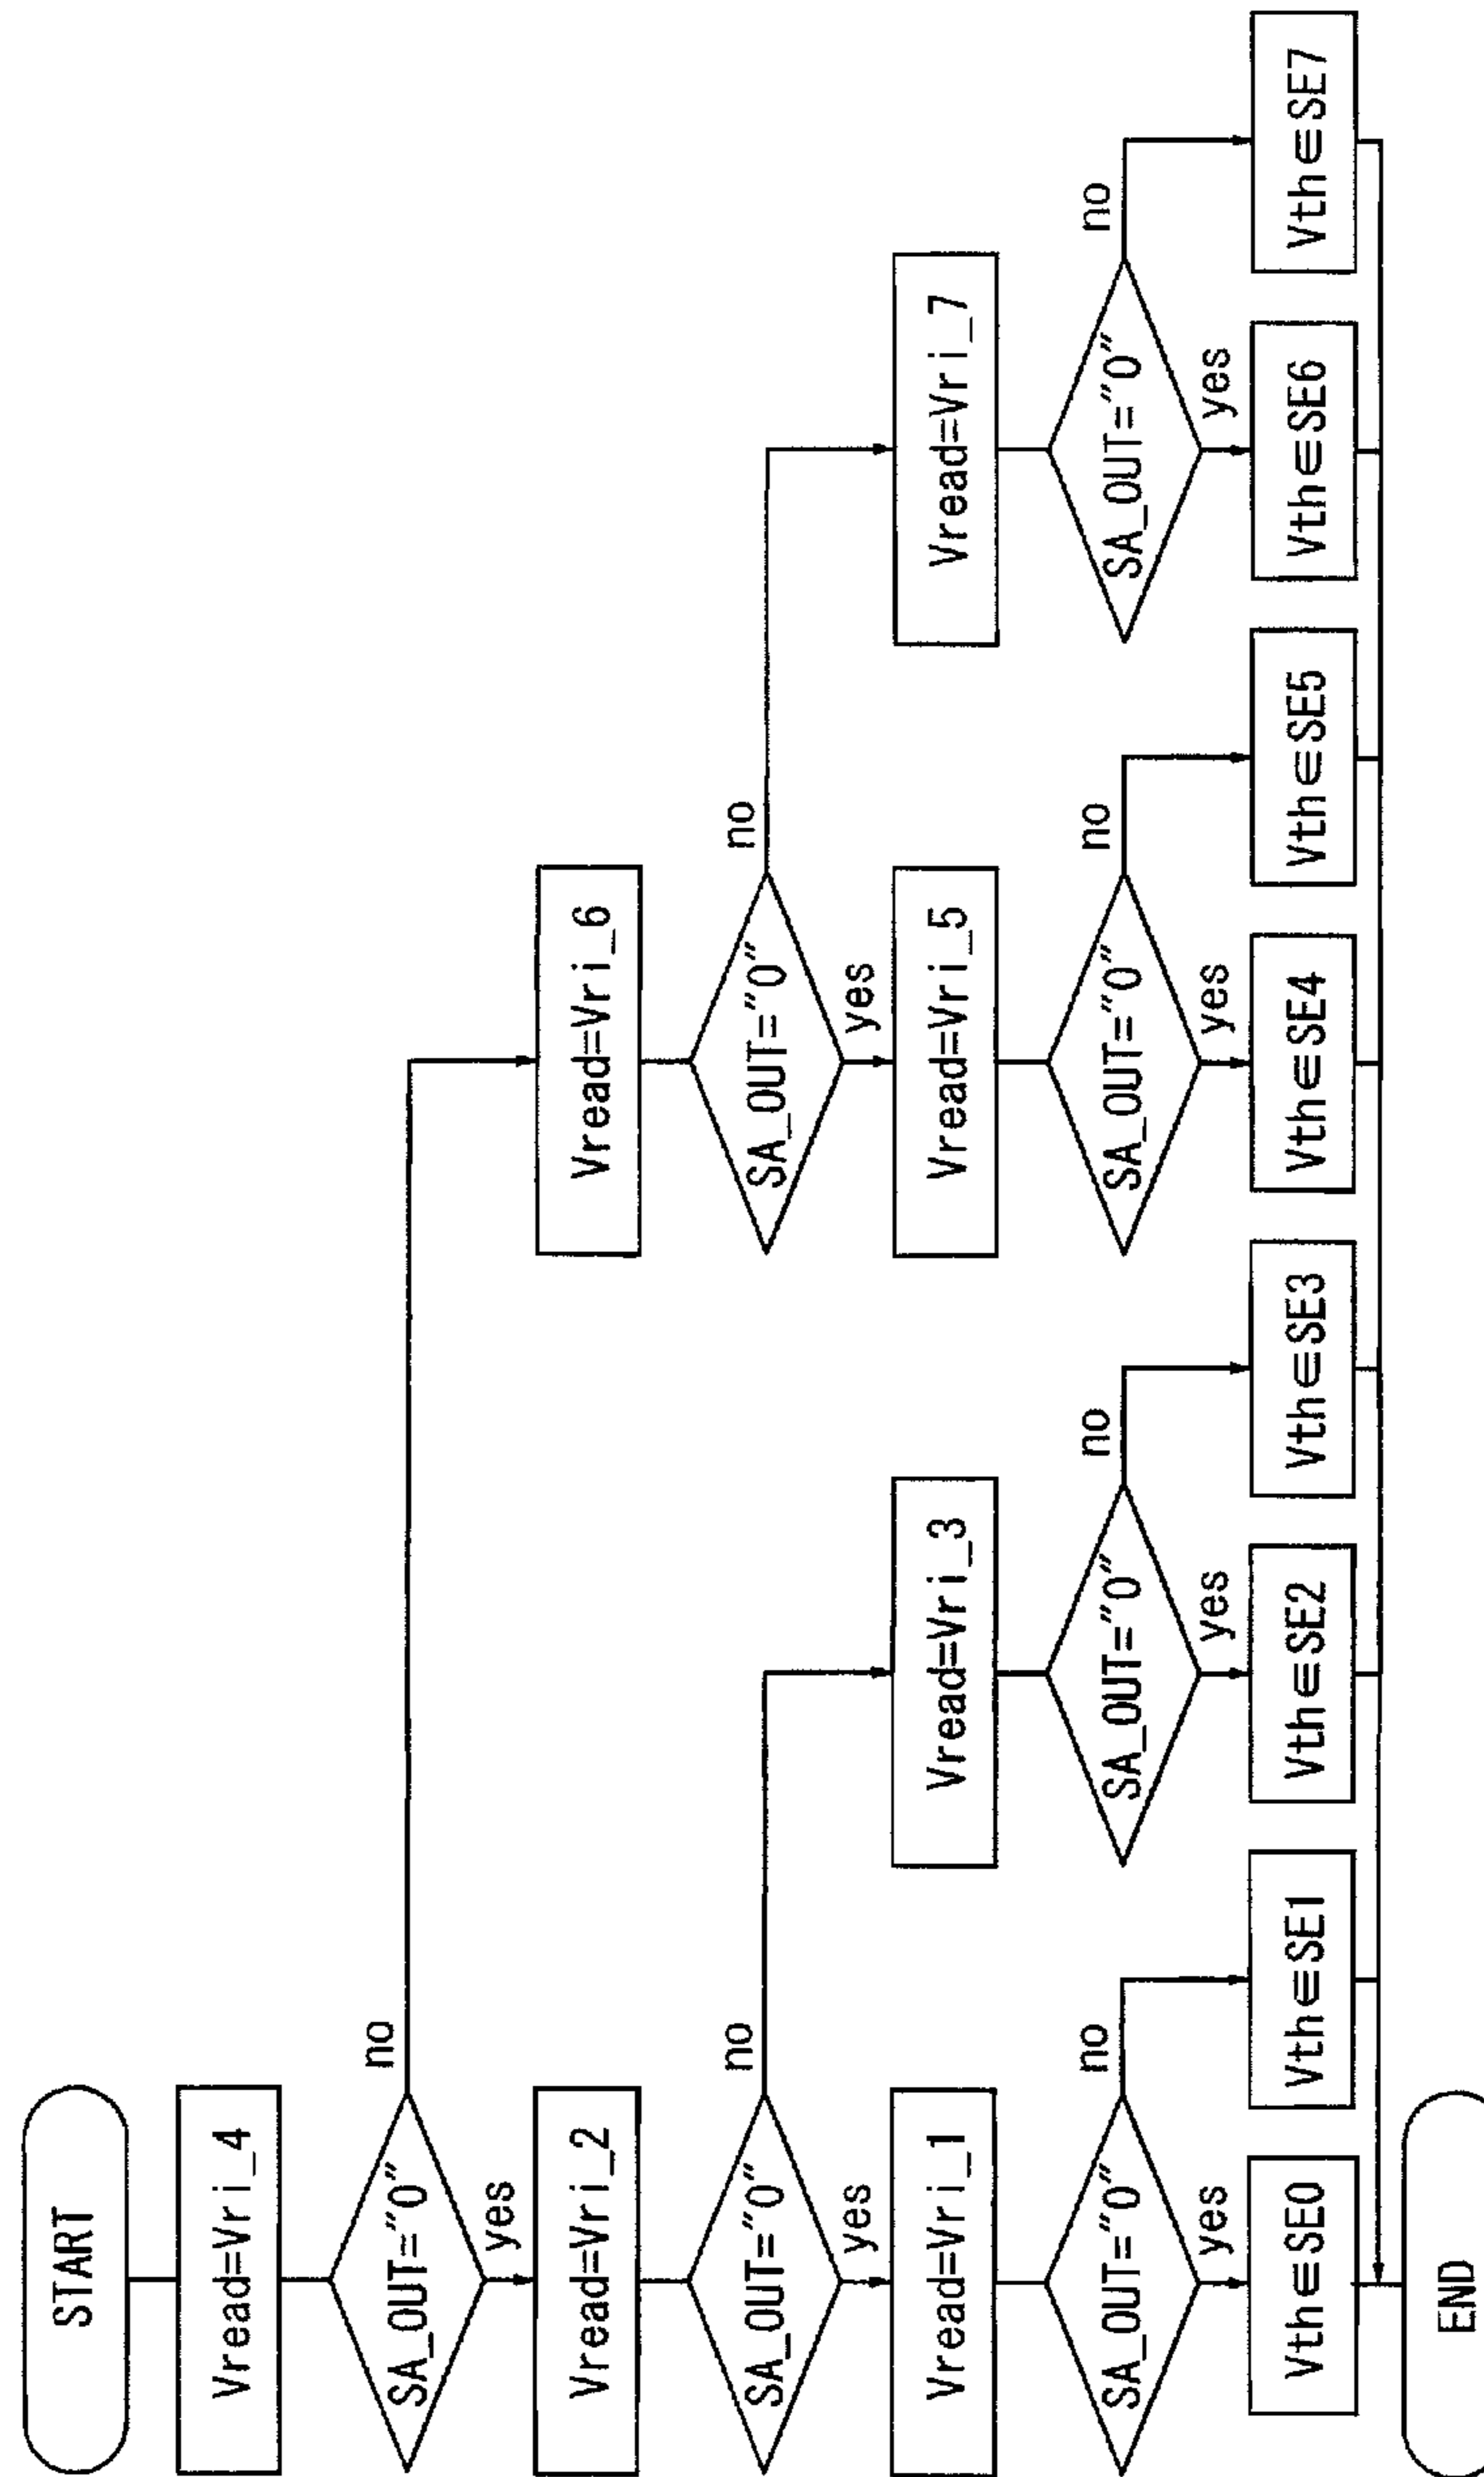 START
Vread=Vri_4
SA_OUT="0"
no
yes
Vread=Vri_2
Vread=Vri_6
SA_OUT="0"
no
yes
SA_OUT="0"
no
yes
Vread=Vri_1
Vread=Vri_3
Vread=Vri_5
Vread=Vri_7
SA_OUT="0"
no
yes
SA_OUT="0"
no
yes
SA_OUT="0"
no
yes
SA_OUT="0"
no
yes
Vth∈SE0
Vth∈SE1
Vth∈SE2
Vth∈SE3
Vth∈SE4
Vth∈SE5
Vth∈SE6
Vth∈SE7
END